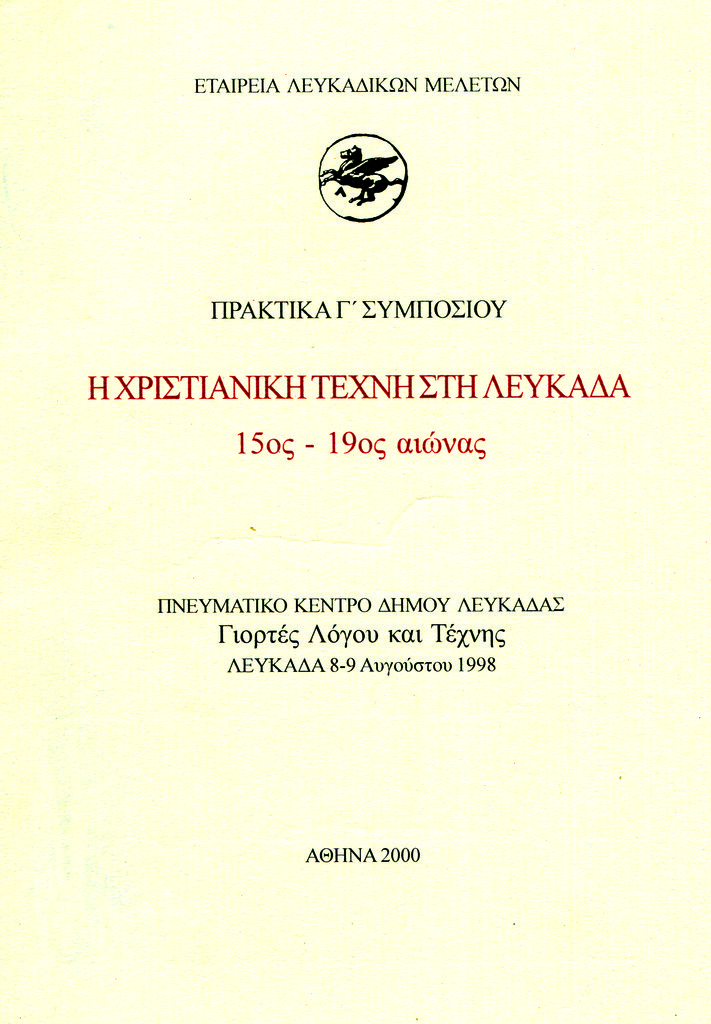 ΕΤΑΙΡΕΙΑ ΛΕΥΚΑΔΙΚΩΝ ΜΕΛΕΤΩΝ
Λ
ΠΡΑΚΤΙΚΑ Γ΄ ΣΥΜΠΟΣΙΟΥ
Η ΧΡΙΣΤΙΑΝΙΚΗ ΤΕΧΝΗ ΣΤΗ ΛΕΥΚΑΔΑ
15ος - 19ος αιώνας
ΠΝΕΥΜΑΤΙΚΟ ΚΕΝΤΡΟ ΔΗΜΟΥ ΛΕΥΚΑΔΑΣ
Γιορτές Λόγου και Τέχνης
ΛΕΥΚΑΔΑ 8-9 Αυγούστου 1998
ΑΘΗΝΑ 2000